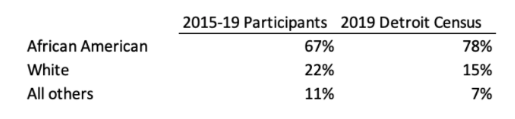 2015-19 Participants 2019 Detroit Census
African American 67% 78%
White 22% 15%
All others 11% 7%